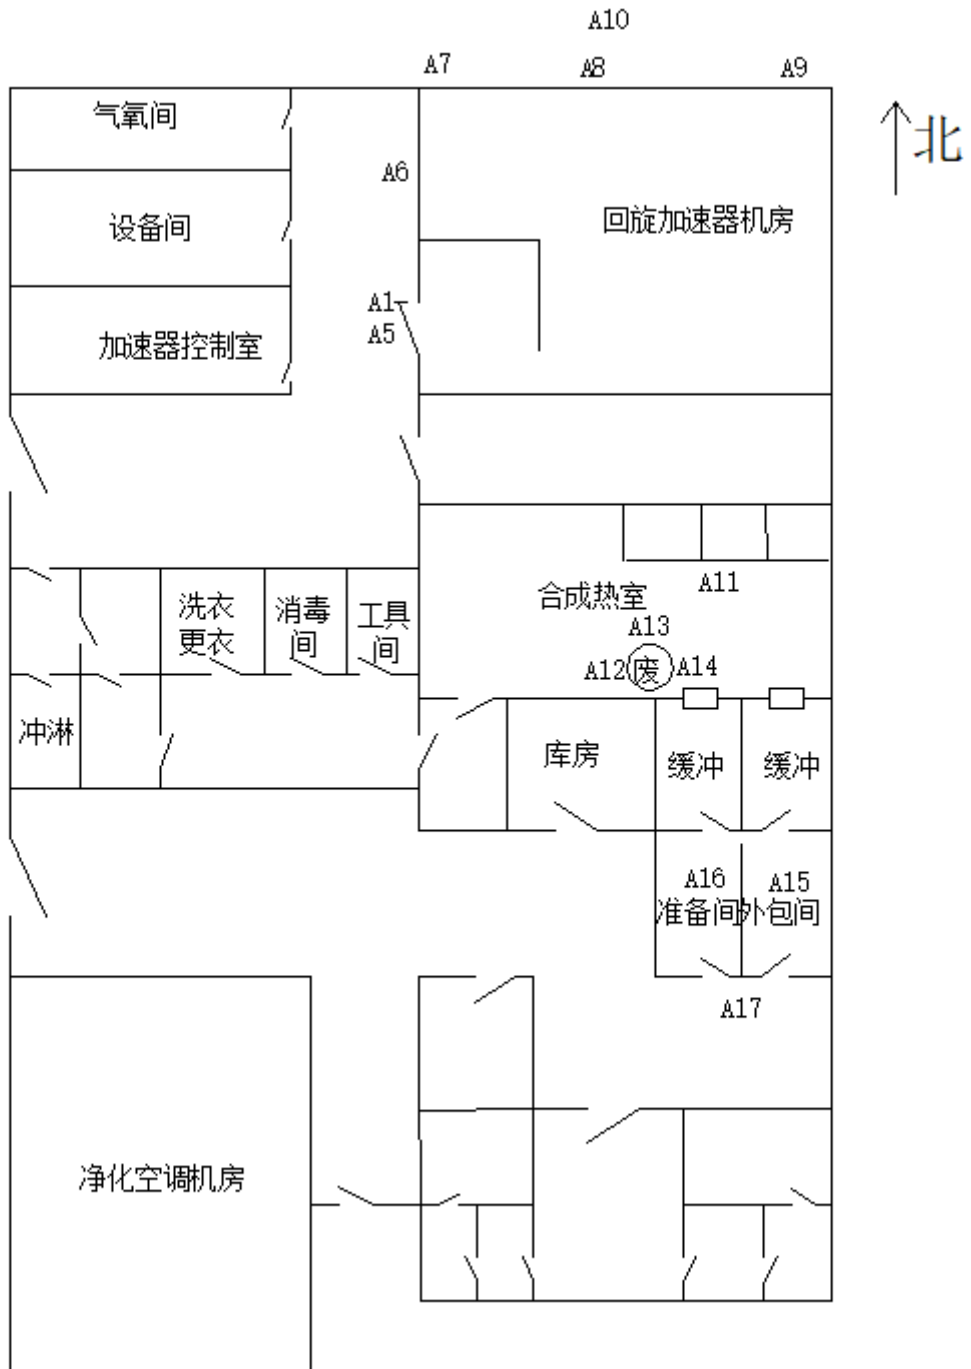 A10
A7
A8
A9
气氧间
北
A6
设备间
回旋加速器机房
A1
A5
加速器控制室
A11
合成热室
洗衣
更衣
消毒
间
工具
间
A13
A12
废
A14
冲淋
库房
缓冲
缓冲
A16
A15
准备间
外包间
A17
净化空调机房